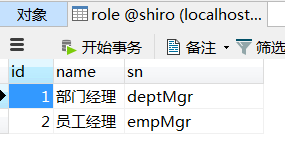 对象 role @shiro (localhost...
开始事务 备注 筛选
id name sn
1 部门经理 deptMgr
2 员工经理 empMgr